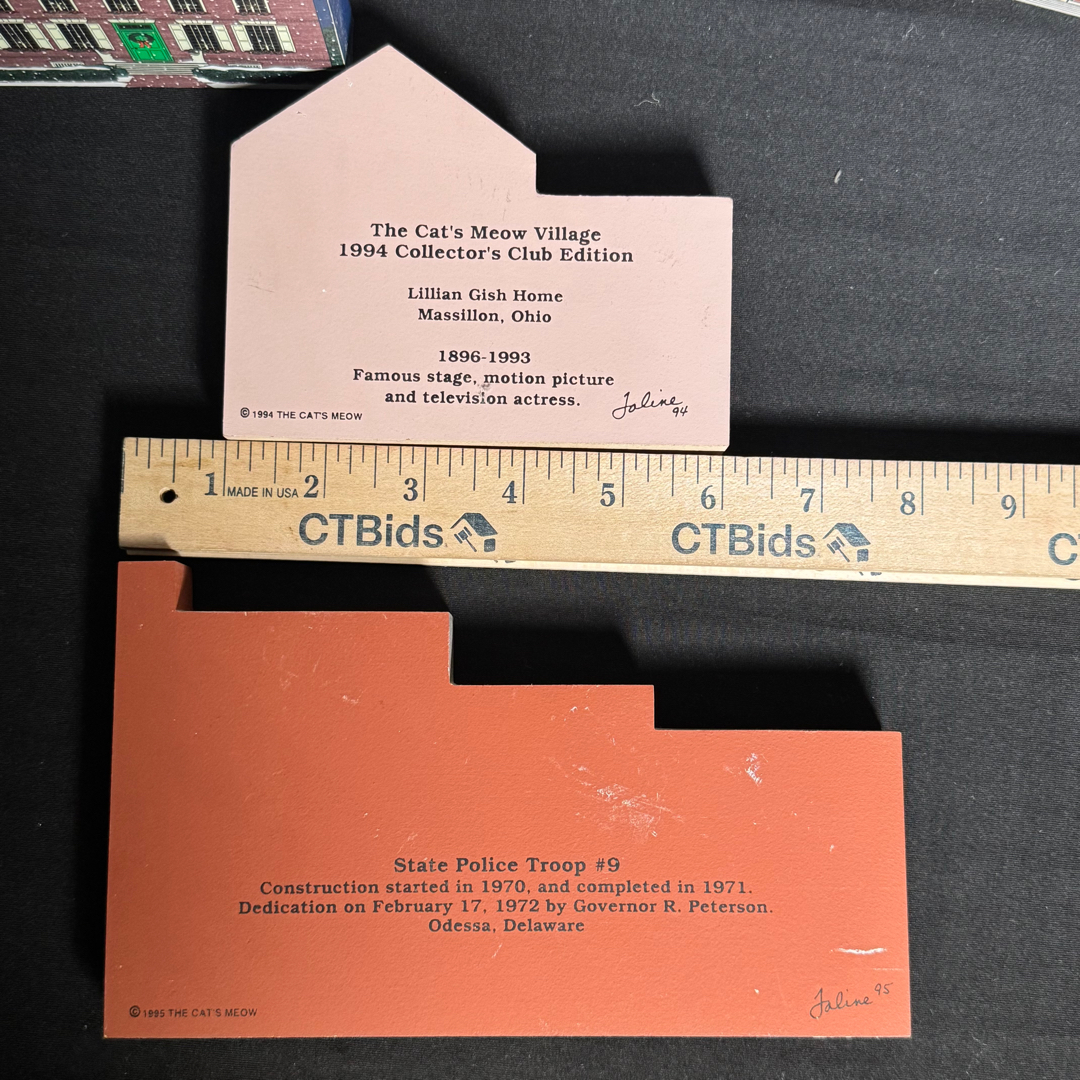 The Cat's Meow Village
1994 Collector's Club Edition
Lillian Gish Home
Massillon, Ohio
1896-1993
Famous stage, motion picture
and television actress.
Faline
94
© 1994 THE CAT'S MEOW
1 MADE IN USA 2 3 4 5 6 7 8 9
CTBids CTBids C
State Police Troop #9
Construction started in 1970, and completed in 1971.
Dedication on February 17, 1972 by Governor R. Peterson.
Odessa, Delaware
© 1995 THE CAT'S MEOW
Faline 95